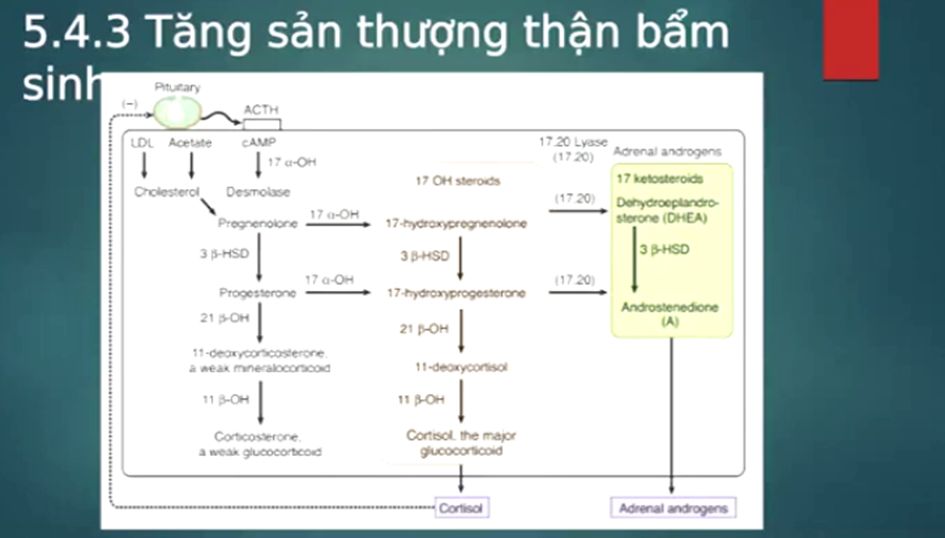 5.4.3 Tăng sản thượng thận bẩm
sinh
Pituitary
(-)
ACTH
LDL Acetate cAMP
17 α-OH
Cholesterol Desmolase
Pregnenolone
17 α-OH
3 β-HSD
Progesterone
17 α-OH
21 β-OH
11-deoxycorticosterone,
a weak mineralocorticoid
11 β-OH
Corticosterone,
a weak glucocorticoid
17 OH steroids
17-hydroxypregnenolone
3 β-HSD
17-hydroxyprogesterone
21 β-OH
11-deoxycortisol
11 β-OH
Cortisol, the major
glucocorticoid
Cortisol
17.20 Lyase
(17.20)
(17.20)
(17.20)
Adrenal androgens
17 ketosteroids
Dehydroeplandro-
sterone (DHEA)
3 β-HSD
Androstenedione
(A)
Adrenal androgens